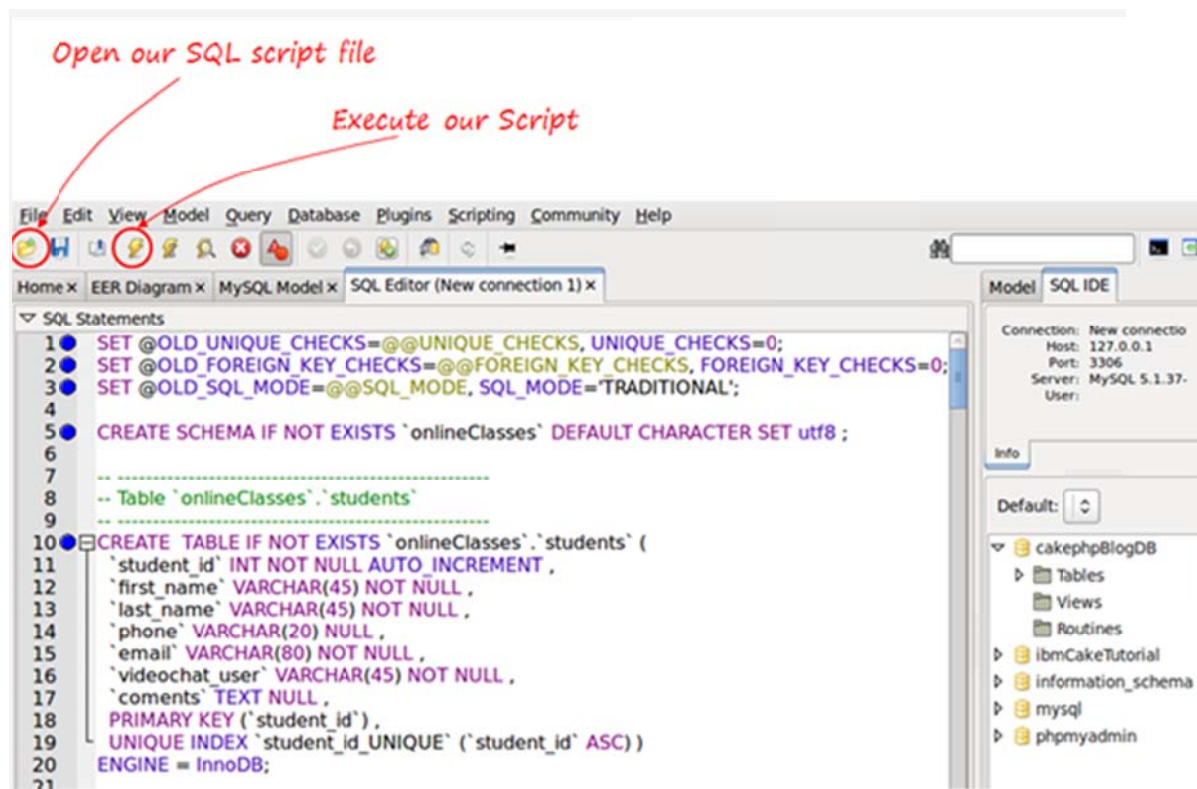 Open our SQL script file
Execute our Script
File Edit View Model Query Database Plugins Scripting Community Help
Home × EER Diagram × MySQL Model × SQL Editor (New connection 1) ×
Model SQL IDE
SQL Statements
1 SET @OLD_UNIQUE_CHECKS=@@UNIQUE_CHECKS, UNIQUE_CHECKS=0;
2 SET @OLD_FOREIGN_KEY_CHECKS=@@FOREIGN_KEY_CHECKS, FOREIGN_KEY_CHECKS=0;
3 SET @OLD_SQL_MODE=@@SQL_MODE, SQL_MODE='TRADITIONAL';
4
5 CREATE SCHEMA IF NOT EXISTS `onlineClasses` DEFAULT CHARACTER SET utf8 ;
6
7 -- -----------------------------------------------------
8 -- Table `onlineClasses`.`students`
9 -- -----------------------------------------------------
10 CREATE  TABLE IF NOT EXISTS `onlineClasses`.`students` (
11 `student_id` INT NOT NULL AUTO_INCREMENT ,
12 `first_name` VARCHAR(45) NOT NULL ,
13 `last_name` VARCHAR(45) NOT NULL ,
14 `phone` VARCHAR(20) NULL ,
15 `email` VARCHAR(80) NOT NULL ,
16 `videochat_user` VARCHAR(45) NOT NULL ,
17 `coments` TEXT NULL ,
18 PRIMARY KEY (`student_id`) ,
19 UNIQUE INDEX `student_id_UNIQUE` (`student_id` ASC) )
20 ENGINE = InnoDB;
21
Connection: New connectio
Host: 127.0.0.1
Port: 3306
Server: MySQL 5.1.37-
User:
Info
Default:
cakephpBlogDB
Tables
Views
Routines
ibmCakeTutorial
information_schema
mysql
phpmyadmin